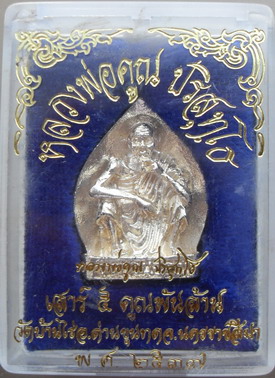 หลวงพ่อคูณ ปริสุทฺโธ
หลวงพ่อคูณ ปริสุทฺโธ
เสาร์ ๕ คูณพันล้าน
วัดบ้านไร่ อ.ด่านขุนทด จ.นครราชสีมา
พ ศ ๒๕๓๗